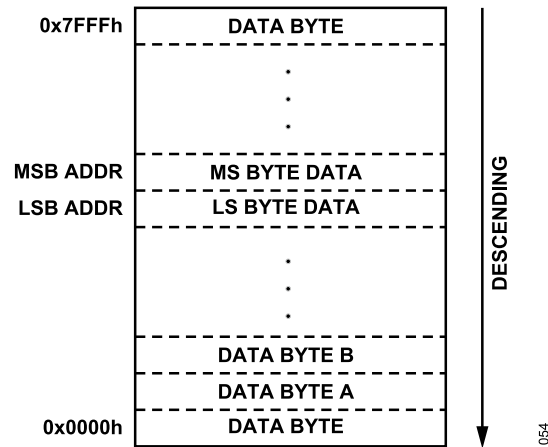 0x7FFFh DATA BYTE
MSB ADDR MS BYTE DATA
LSB ADDR LS BYTE DATA
DESCENDING
DATA BYTE B
DATA BYTE A
0x0000h DATA BYTE
054